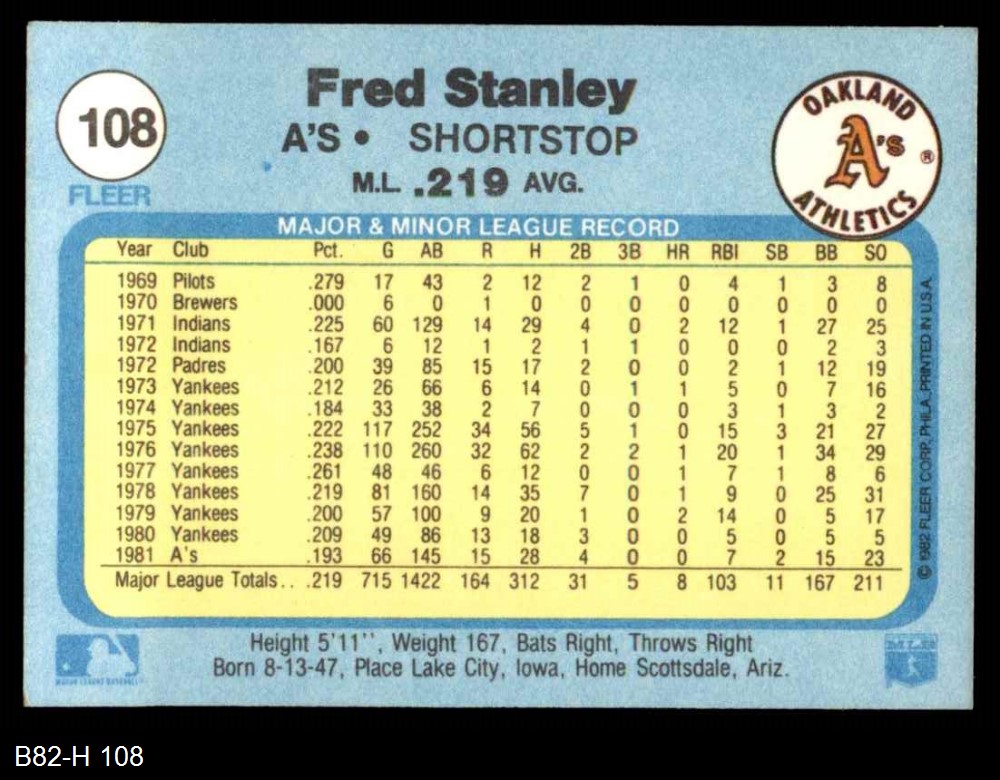 108
FLEER
Fred Stanley
A'S • SHORTSTOP
M.L. .219 AVG.
OAKLAND
A's ®
ATHLETICS
MAJOR & MINOR LEAGUE RECORD
Year Club Pct. G AB R H 2B 3B HR RBI SB BB SO
1969 Pilots .279 17 43 2 12 2 1 0 4 1 3 8
1970 Brewers .000 6 0 1 0 0 0 0 0 0 0 0
1971 Indians .225 60 129 14 29 4 0 2 12 1 27 25
1972 Indians .167 6 12 1 2 1 1 0 0 0 2 3
1972 Padres .200 39 85 15 17 2 0 0 2 1 12 19
1973 Yankees .212 26 66 6 14 0 1 1 5 0 7 16
1974 Yankees .184 33 38 2 7 0 0 0 3 1 3 2
1975 Yankees .222 117 252 34 56 5 1 0 15 3 21 27
1976 Yankees .238 110 260 32 62 2 2 1 20 1 34 29
1977 Yankees .261 48 46 6 12 0 0 1 7 1 8 6
1978 Yankees .219 81 160 14 35 7 0 1 9 0 25 31
1979 Yankees .200 57 100 9 20 1 0 2 14 0 5 17
1980 Yankees .209 49 86 13 18 3 0 0 5 0 5 5
1981 A's .193 66 145 15 28 4 0 0 7 2 15 23
Major League Totals.. .219 715 1422 164 312 31 5 8 103 11 167 211
© 1982 FLEER CORP., PHILA. PRINTED IN U.S.A.
Height 5'11'', Weight 167, Bats Right, Throws Right
Born 8-13-47, Place Lake City, Iowa, Home Scottsdale, Ariz.
MAJOR LEAGUE BASEBALL
B82-H 108